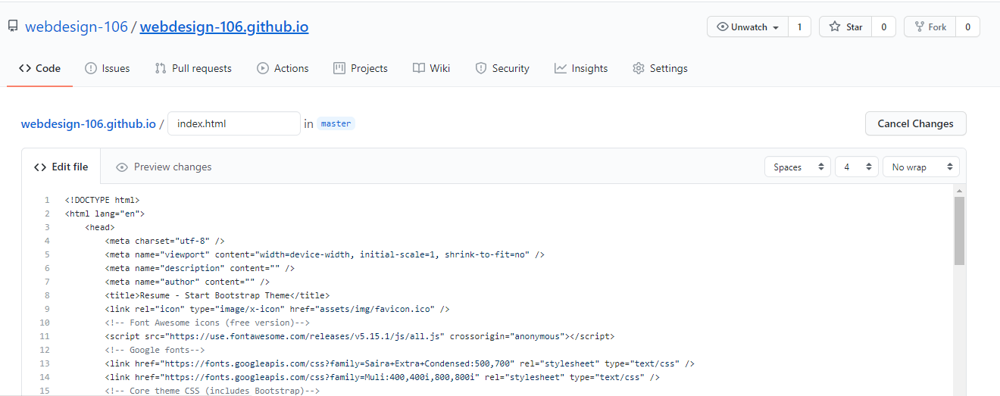 webdesign-106 / webdesign-106.github.io Unwatch 1 Star 0 Fork 0
Code Issues Pull requests Actions Projects Wiki Security Insights Settings
webdesign-106.github.io / index.html in master Cancel Changes
Edit file Preview changes Spaces 4 No wrap
1 <!DOCTYPE html>
2 <html lang="en">
3 <head>
4 <meta charset="utf-8" />
5 <meta name="viewport" content="width=device-width, initial-scale=1, shrink-to-fit=no" />
6 <meta name="description" content="" />
7 <meta name="author" content="" />
8 <title>Resume - Start Bootstrap Theme</title>
9 <link rel="icon" type="image/x-icon" href="assets/img/favicon.ico" />
10 <!-- Font Awesome icons (free version)-->
11 <script src="https://use.fontawesome.com/releases/v5.15.1/js/all.js" crossorigin="anonymous"></script>
12 <!-- Google fonts-->
13 <link href="https://fonts.googleapis.com/css?family=Saira+Extra+Condensed:500,700" rel="stylesheet" type="text/css" />
14 <link href="https://fonts.googleapis.com/css?family=Muli:400,400i,800,800i" rel="stylesheet" type="text/css" />
15 <!-- Core theme CSS (includes Bootstrap)-->